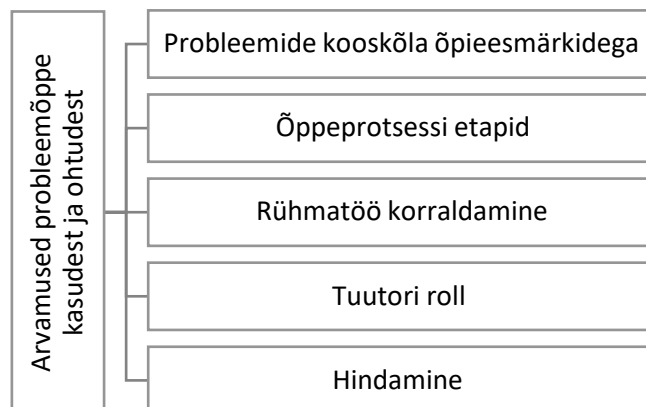 Arvamused probleemõppe
kasudest ja ohtudest
Probleemide kooskõla õpieesmärkidega
Õppeprotsessi etapid
Rühmatöö korraldamine
Tuutori roll
Hindamine